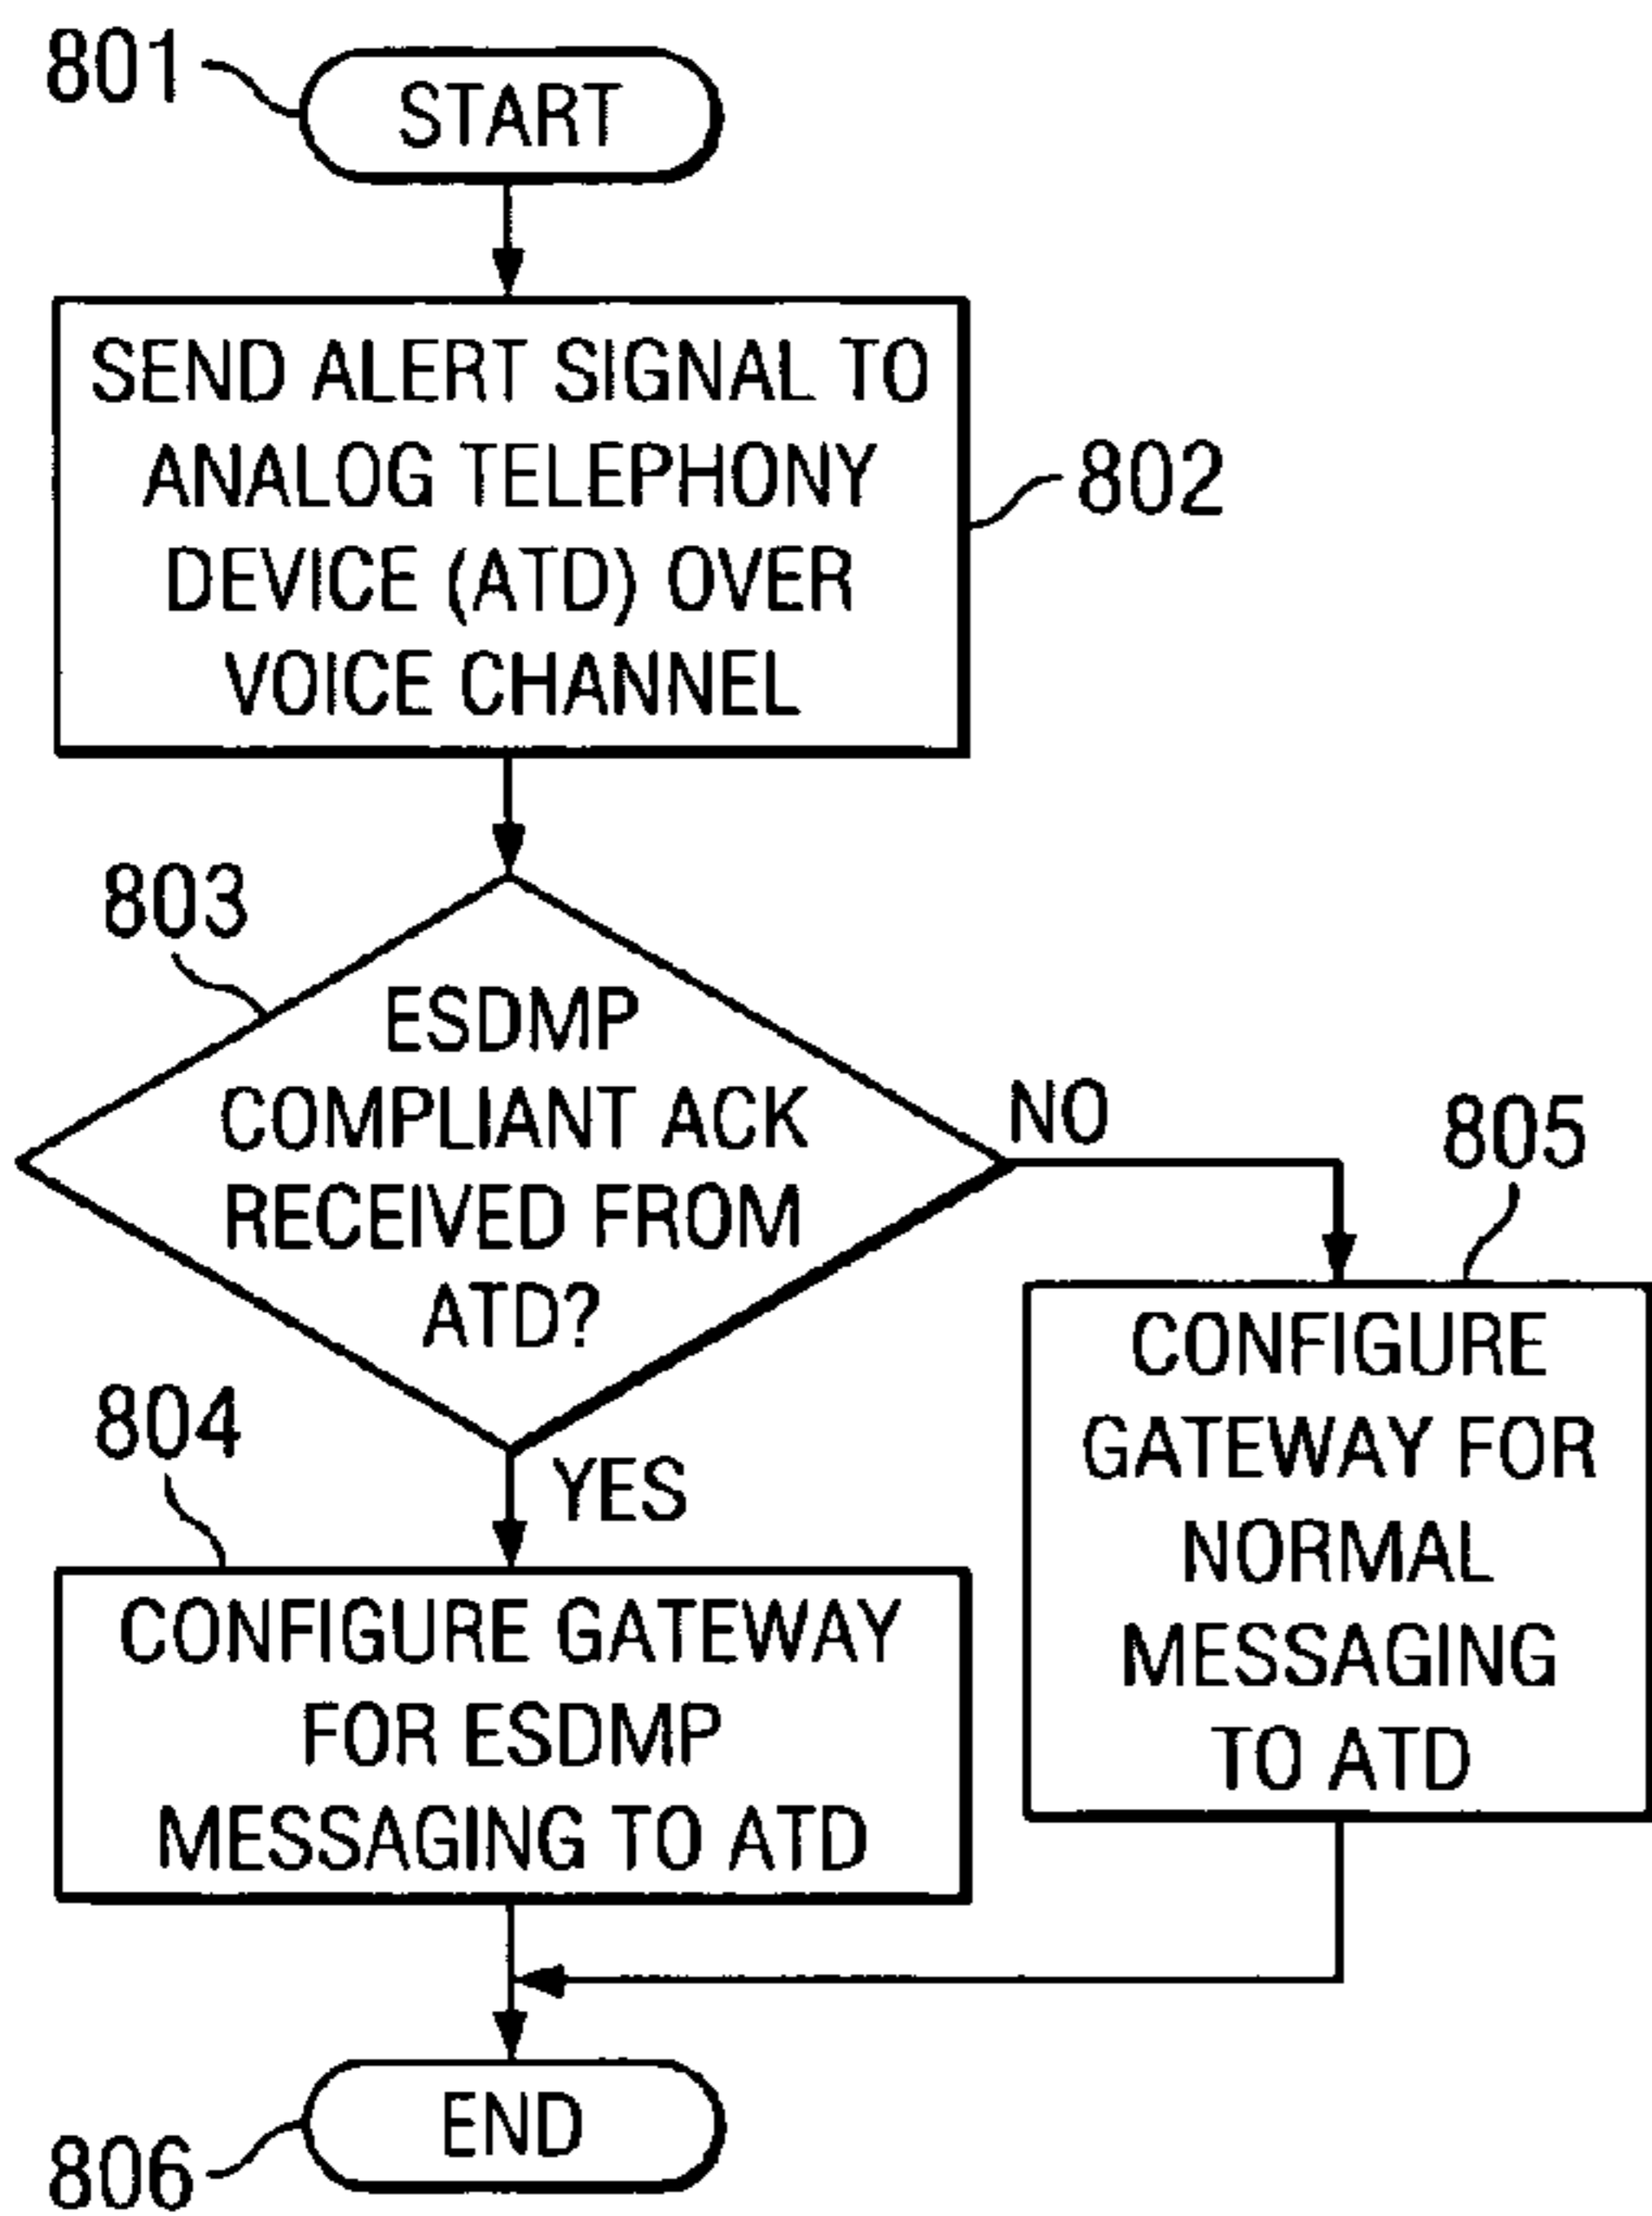 801
START
SEND ALERT SIGNAL TO
ANALOG TELEPHONY
DEVICE (ATD) OVER
VOICE CHANNEL
802
803
ESDMP
COMPLIANT ACK
RECEIVED FROM
ATD?
NO
805
CONFIGURE
GATEWAY FOR
NORMAL
MESSAGING
TO ATD
YES
804
CONFIGURE GATEWAY
FOR ESDMP
MESSAGING TO ATD
END
806